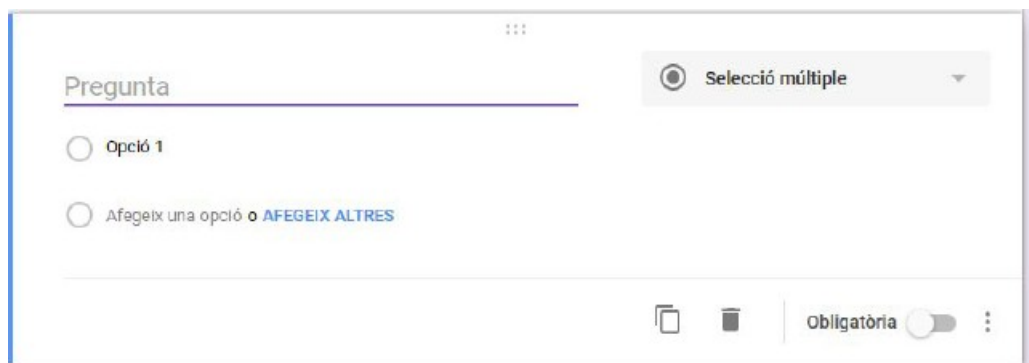 Pregunta
Selecció múltiple
Opció 1
Afegeix una opció o AFEGEIX ALTRES
Obligatòria